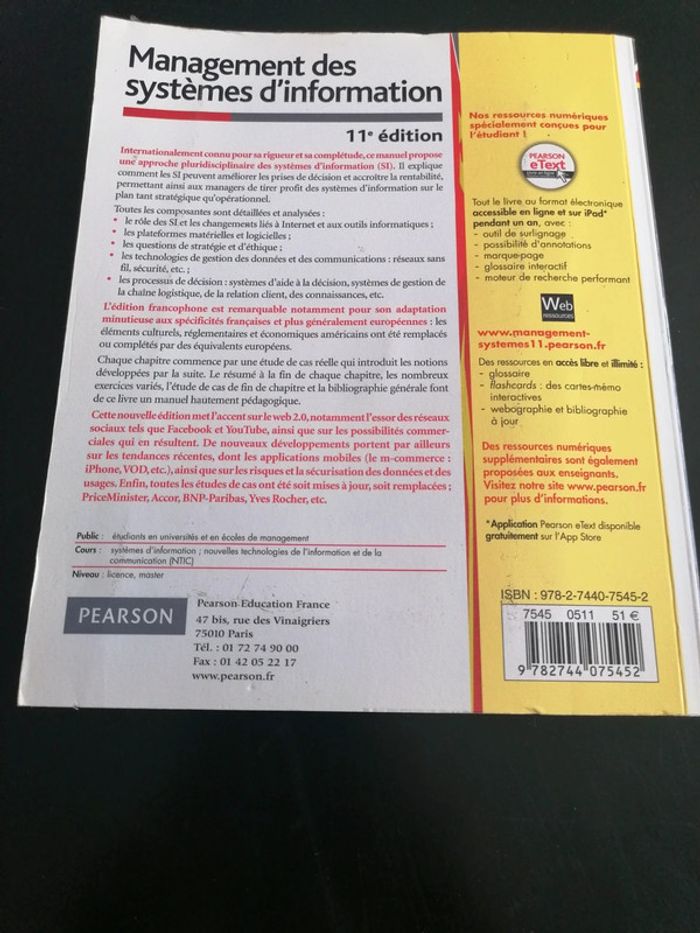 Management des
systèmes d'information
11e édition
Internationalement connu pour sa rigueur et sa complétude, ce manuel propose
une approche pluridisciplinaire des systèmes d'information (SI). Il explique
comment les SI peuvent améliorer les prises de décision et accroître la rentabilité,
permettant ainsi aux managers de tirer profit des systèmes d'information sur le
plan tant stratégique qu'opérationnel.
Toutes les composantes sont détaillées et analysées :
• le rôle des SI et les changements liés à Internet et aux outils informatiques ;
• les plateformes matérielles et logicielles ;
• les questions de stratégie et d'éthique ;
• les technologies de gestion des données et des communications : réseaux sans
fil, sécurité, etc. ;
• les processus de décision : systèmes d'aide à la décision, systèmes de gestion de
la chaîne logistique, de la relation client, des connaissances, etc.
L'édition francophone est remarquable notamment pour son adaptation
minutieuse aux spécificités françaises et plus généralement européennes : les
éléments culturels, réglementaires et économiques américains ont été remplacés
ou complétés par des équivalents européens.
Chaque chapitre commence par une étude de cas réelle qui introduit les notions
développées par la suite. Le résumé à la fin de chaque chapitre, les nombreux
exercices variés, l'étude de cas de fin de chapitre et la bibliographie générale font
de ce livre un manuel hautement pédagogique.
Cette nouvelle édition met l'accent sur le web 2.0, notamment l'essor des réseaux
sociaux tels que Facebook et YouTube, ainsi que sur les possibilités commer-
ciales qui en résultent. De nouveaux développements portent par ailleurs
sur les tendances récentes, dont les applications mobiles (le m-commerce :
iPhone, VOD, etc.), ainsi que sur les risques et la sécurisation des données et des
usages. Enfin, toutes les études de cas ont été soit mises à jour, soit remplacées ;
PriceMinister, Accor, BNP-Paribas, Yves Rocher, etc.
Public : étudiants en universités et en écoles de management
Cours : systèmes d'information ; nouvelles technologies de l'information et de la
communication (NTIC)
Niveau : licence, master
PEARSON
Pearson Education France
47 bis, rue des Vinaigriers
75010 Paris
Tél. : 01 72 74 90 00
Fax : 01 42 05 22 17
www.pearson.fr
Nos ressources numériques
spécialement conçues pour
l'étudiant !
PEARSON
eText
Livre en ligne
Tout le livre au format électronique
accessible en ligne et sur iPad*
pendant un an, avec :
- outil de surlignage
- possibilité d'annotations
- marque-page
- glossaire interactif
- moteur de recherche performant
Web
ressources
www.management-
systemes11.pearson.fr
Des ressources en accès libre et illimité :
- glossaire
- flashcards : des cartes-mémo
interactives
- webographie et bibliographie
à jour
Des ressources numériques
supplémentaires sont également
proposées aux enseignants.
Visitez notre site www.pearson.fr
pour plus d'informations.
*Application Pearson eText disponible
gratuitement sur l'App Store
ISBN : 978-2-7440-7545-2
7545 0511 51 €
9 782744 075452